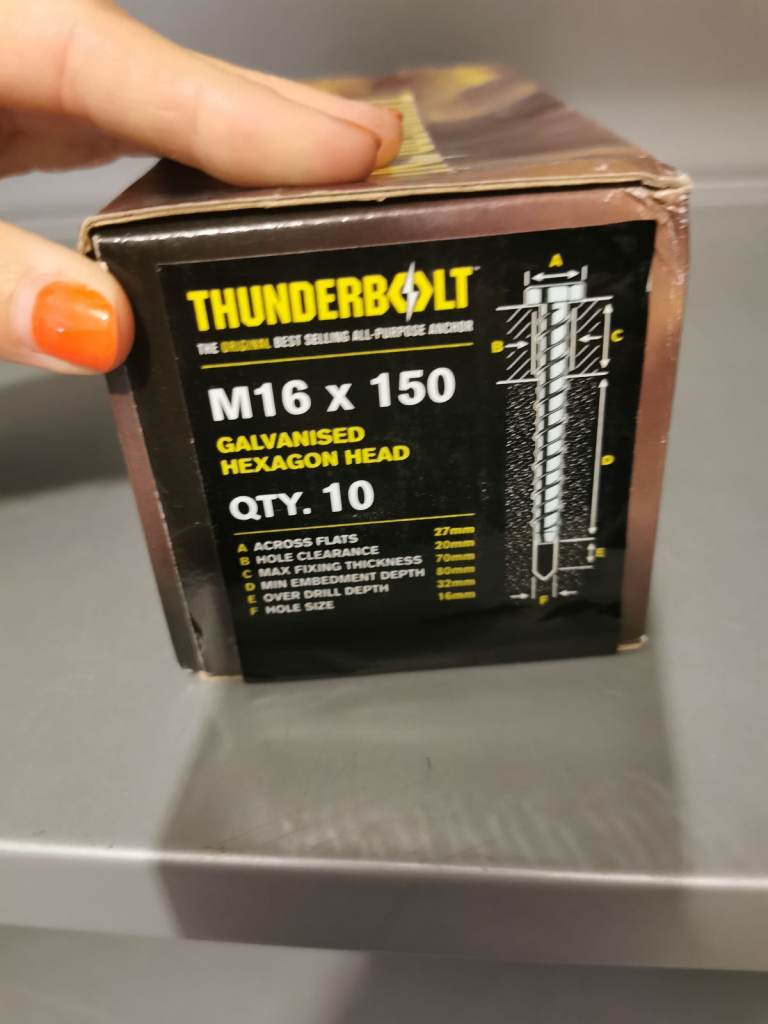 THUNDERBOLT
THE ORIGINAL BEST SELLING ALL-PURPOSE ANCHOR
M16 x 150
GALVANISED
HEXAGON HEAD
QTY. 10
A ACROSS FLATS 27mm
B HOLE CLEARANCE 20mm
C MAX FIXING THICKNESS 70mm
D MIN EMBEDMENT DEPTH 80mm
E OVER DRILL DEPTH 32mm
F HOLE SIZE 16mm
A
B
C
D
E
F